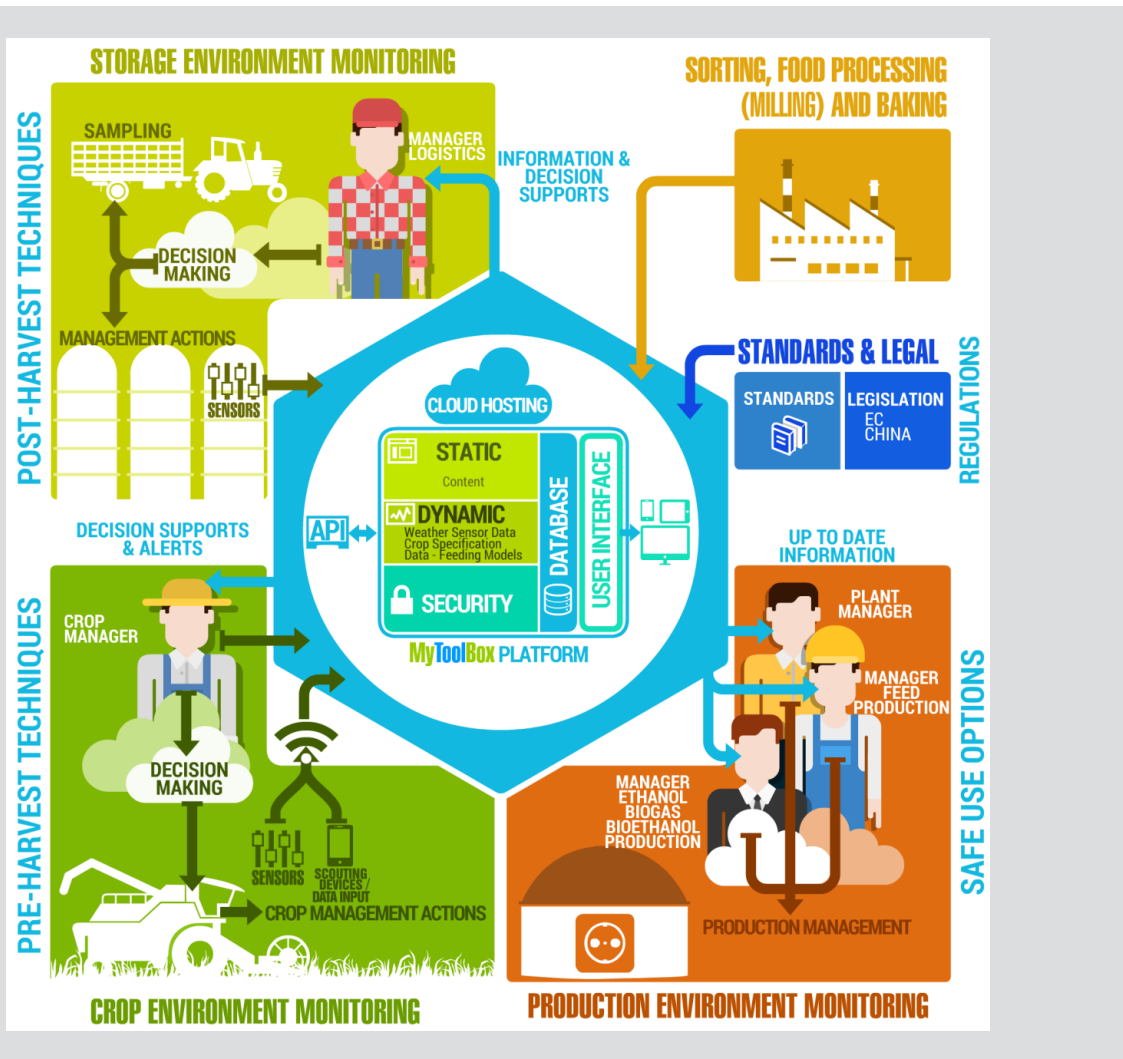 STORAGE ENVIRONMENT MONITORING
POST-HARVEST TECHNIQUES
SAMPLING
MANAGER
LOGISTICS
DECISION
MAKING
MANAGEMENT ACTIONS
SENSORS
INFORMATION &
DECISION
SUPPORTS
SORTING, FOOD PROCESSING
(MILLING) AND BAKING
STANDARDS & LEGAL
STANDARDS
LEGISLATION
EC
CHINA
REGULATIONS
CLOUD HOSTING
STATIC
Content
DYNAMIC
Weather Sensor Data
Crop Specification
Data - Feeding Models
SECURITY
DATABASE
USER INTERFACE
API
MyToolBox PLATFORM
DECISION SUPPORTS
& ALERTS
PRE-HARVEST TECHNIQUES
CROP
MANAGER
DECISION
MAKING
SENSORS
SCOUTING
DEVICES /
DATA INPUT
CROP MANAGEMENT ACTIONS
CROP ENVIRONMENT MONITORING
UP TO DATE
INFORMATION
PLANT
MANAGER
MANAGER
FEED
PRODUCTION
MANAGER
ETHANOL
BIOGAS
BIOETHANOL
PRODUCTION
PRODUCTION MANAGEMENT
SAFE USE OPTIONS
PRODUCTION ENVIRONMENT MONITORING